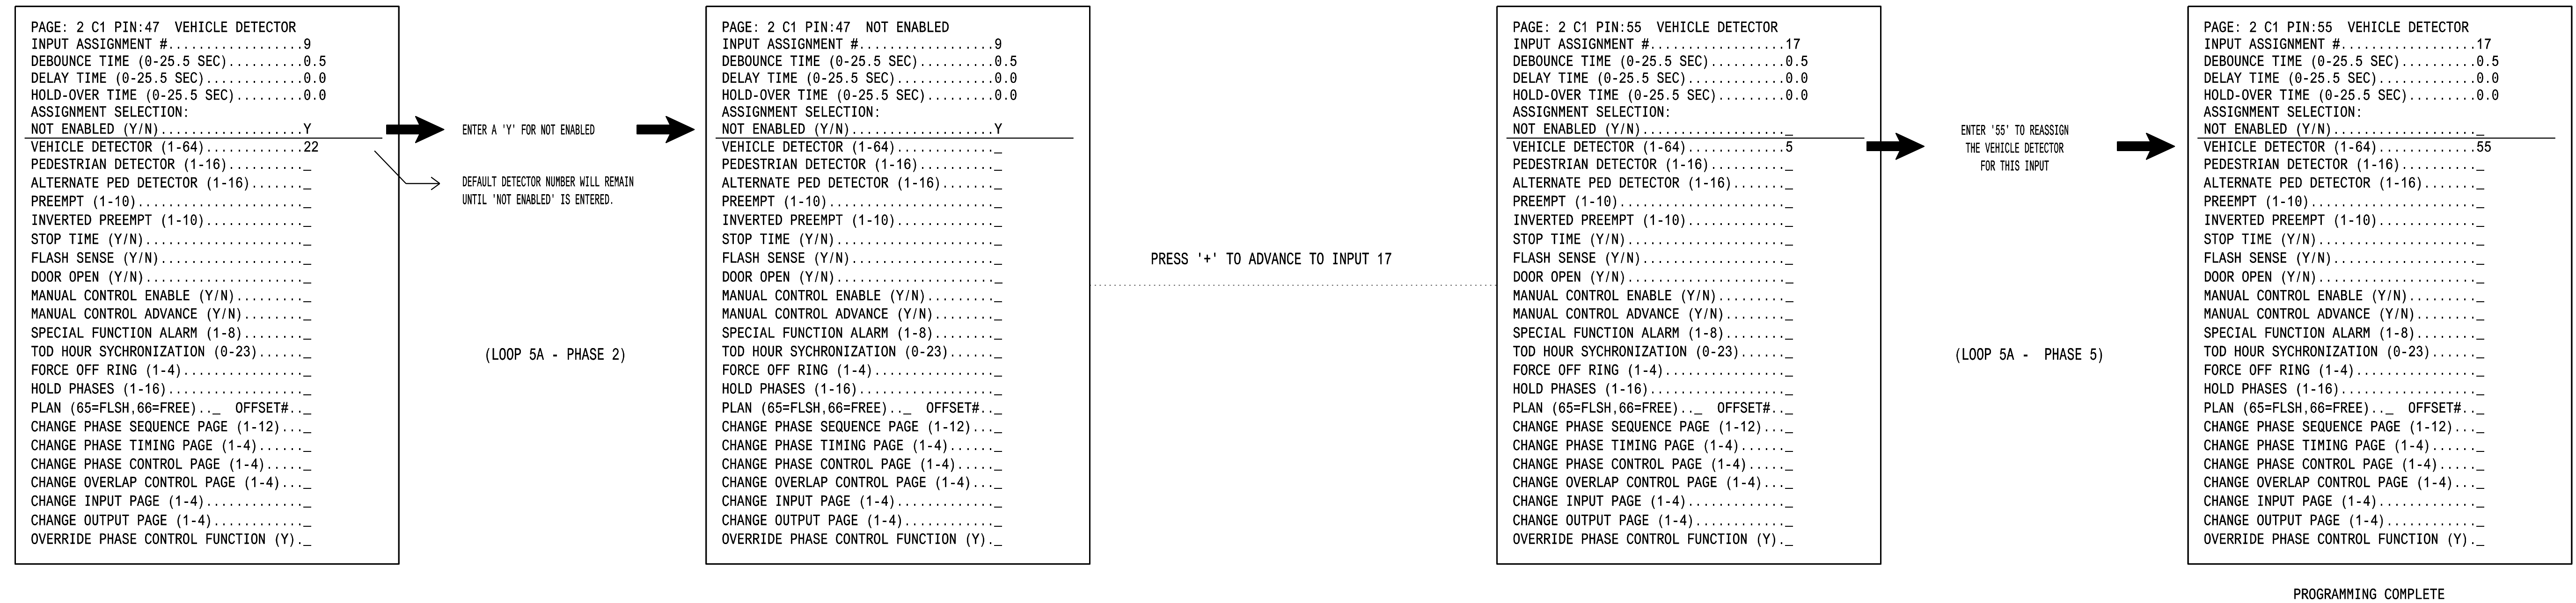 PAGE: 2 C1 PIN:47  VEHICLE DETECTOR
INPUT ASSIGNMENT #..................9
DEBOUNCE TIME (0-25.5 SEC)..........0.5
DELAY TIME (0-25.5 SEC).............0.0
HOLD-OVER TIME (0-25.5 SEC).........0.0
ASSIGNMENT SELECTION:
NOT ENABLED (Y/N)...................Y
VEHICLE DETECTOR (1-64).............22
PEDESTRIAN DETECTOR (1-16).........._
ALTERNATE PED DETECTOR (1-16)......._
PREEMPT (1-10)......................_
INVERTED PREEMPT (1-10)............._
STOP TIME (Y/N)....................._
FLASH SENSE (Y/N)..................._
DOOR OPEN (Y/N)....................._
MANUAL CONTROL ENABLE (Y/N)........._
MANUAL CONTROL ADVANCE (Y/N)........_
SPECIAL FUNCTION ALARM (1-8)........_
TOD HOUR SYCHRONIZATION (0-23)......_
FORCE OFF RING (1-4)................_
HOLD PHASES (1-16).................._
PLAN (65=FLSH,66=FREE).._  OFFSET#.._
CHANGE PHASE SEQUENCE PAGE (1-12)..._
CHANGE PHASE TIMING PAGE (1-4)......_
CHANGE PHASE CONTROL PAGE (1-4)....._
CHANGE OVERLAP CONTROL PAGE (1-4)..._
CHANGE INPUT PAGE (1-4)............._
CHANGE OUTPUT PAGE (1-4)............_
OVERRIDE PHASE CONTROL FUNCTION (Y)._
ENTER A 'Y' FOR NOT ENABLED
DEFAULT DETECTOR NUMBER WILL REMAIN
UNTIL 'NOT ENABLED' IS ENTERED.
(LOOP 5A - PHASE 2)
PAGE: 2 C1 PIN:47  NOT ENABLED
INPUT ASSIGNMENT #..................9
DEBOUNCE TIME (0-25.5 SEC)..........0.5
DELAY TIME (0-25.5 SEC).............0.0
HOLD-OVER TIME (0-25.5 SEC).........0.0
ASSIGNMENT SELECTION:
NOT ENABLED (Y/N)...................Y
VEHICLE DETECTOR (1-64)............._
PEDESTRIAN DETECTOR (1-16).........._
ALTERNATE PED DETECTOR (1-16)......._
PREEMPT (1-10)......................_
INVERTED PREEMPT (1-10)............._
STOP TIME (Y/N)....................._
FLASH SENSE (Y/N)..................._
DOOR OPEN (Y/N)....................._
MANUAL CONTROL ENABLE (Y/N)........._
MANUAL CONTROL ADVANCE (Y/N)........_
SPECIAL FUNCTION ALARM (1-8)........_
TOD HOUR SYCHRONIZATION (0-23)......_
FORCE OFF RING (1-4)................_
HOLD PHASES (1-16).................._
PLAN (65=FLSH,66=FREE).._  OFFSET#.._
CHANGE PHASE SEQUENCE PAGE (1-12)..._
CHANGE PHASE TIMING PAGE (1-4)......_
CHANGE PHASE CONTROL PAGE (1-4)....._
CHANGE OVERLAP CONTROL PAGE (1-4)..._
CHANGE INPUT PAGE (1-4)............._
CHANGE OUTPUT PAGE (1-4)............_
OVERRIDE PHASE CONTROL FUNCTION (Y)._
PRESS '+' TO ADVANCE TO INPUT 17
PAGE: 2 C1 PIN:55  VEHICLE DETECTOR
INPUT ASSIGNMENT #..................17
DEBOUNCE TIME (0-25.5 SEC)..........0.5
DELAY TIME (0-25.5 SEC).............0.0
HOLD-OVER TIME (0-25.5 SEC).........0.0
ASSIGNMENT SELECTION:
NOT ENABLED (Y/N)..................._
VEHICLE DETECTOR (1-64).............5
PEDESTRIAN DETECTOR (1-16).........._
ALTERNATE PED DETECTOR (1-16)......._
PREEMPT (1-10)......................_
INVERTED PREEMPT (1-10)............._
STOP TIME (Y/N)....................._
FLASH SENSE (Y/N)..................._
DOOR OPEN (Y/N)....................._
MANUAL CONTROL ENABLE (Y/N)........._
MANUAL CONTROL ADVANCE (Y/N)........_
SPECIAL FUNCTION ALARM (1-8)........_
TOD HOUR SYCHRONIZATION (0-23)......_
FORCE OFF RING (1-4)................_
HOLD PHASES (1-16).................._
PLAN (65=FLSH,66=FREE).._  OFFSET#.._
CHANGE PHASE SEQUENCE PAGE (1-12)..._
CHANGE PHASE TIMING PAGE (1-4)......_
CHANGE PHASE CONTROL PAGE (1-4)....._
CHANGE OVERLAP CONTROL PAGE (1-4)..._
CHANGE INPUT PAGE (1-4)............._
CHANGE OUTPUT PAGE (1-4)............_
OVERRIDE PHASE CONTROL FUNCTION (Y)._
ENTER '55' TO REASSIGN
THE VEHICLE DETECTOR
FOR THIS INPUT
(LOOP 5A -  PHASE 5)
PAGE: 2 C1 PIN:55  VEHICLE DETECTOR
INPUT ASSIGNMENT #..................17
DEBOUNCE TIME (0-25.5 SEC)..........0.5
DELAY TIME (0-25.5 SEC).............0.0
HOLD-OVER TIME (0-25.5 SEC).........0.0
ASSIGNMENT SELECTION:
NOT ENABLED (Y/N)..................._
VEHICLE DETECTOR (1-64).............55
PEDESTRIAN DETECTOR (1-16).........._
ALTERNATE PED DETECTOR (1-16)......._
PREEMPT (1-10)......................_
INVERTED PREEMPT (1-10)............._
STOP TIME (Y/N)....................._
FLASH SENSE (Y/N)..................._
DOOR OPEN (Y/N)....................._
MANUAL CONTROL ENABLE (Y/N)........._
MANUAL CONTROL ADVANCE (Y/N)........_
SPECIAL FUNCTION ALARM (1-8)........_
TOD HOUR SYCHRONIZATION (0-23)......_
FORCE OFF RING (1-4)................_
HOLD PHASES (1-16).................._
PLAN (65=FLSH,66=FREE).._  OFFSET#.._
CHANGE PHASE SEQUENCE PAGE (1-12)..._
CHANGE PHASE TIMING PAGE (1-4)......_
CHANGE PHASE CONTROL PAGE (1-4)....._
CHANGE OVERLAP CONTROL PAGE (1-4)..._
CHANGE INPUT PAGE (1-4)............._
CHANGE OUTPUT PAGE (1-4)............_
OVERRIDE PHASE CONTROL FUNCTION (Y)._
PROGRAMMING COMPLETE